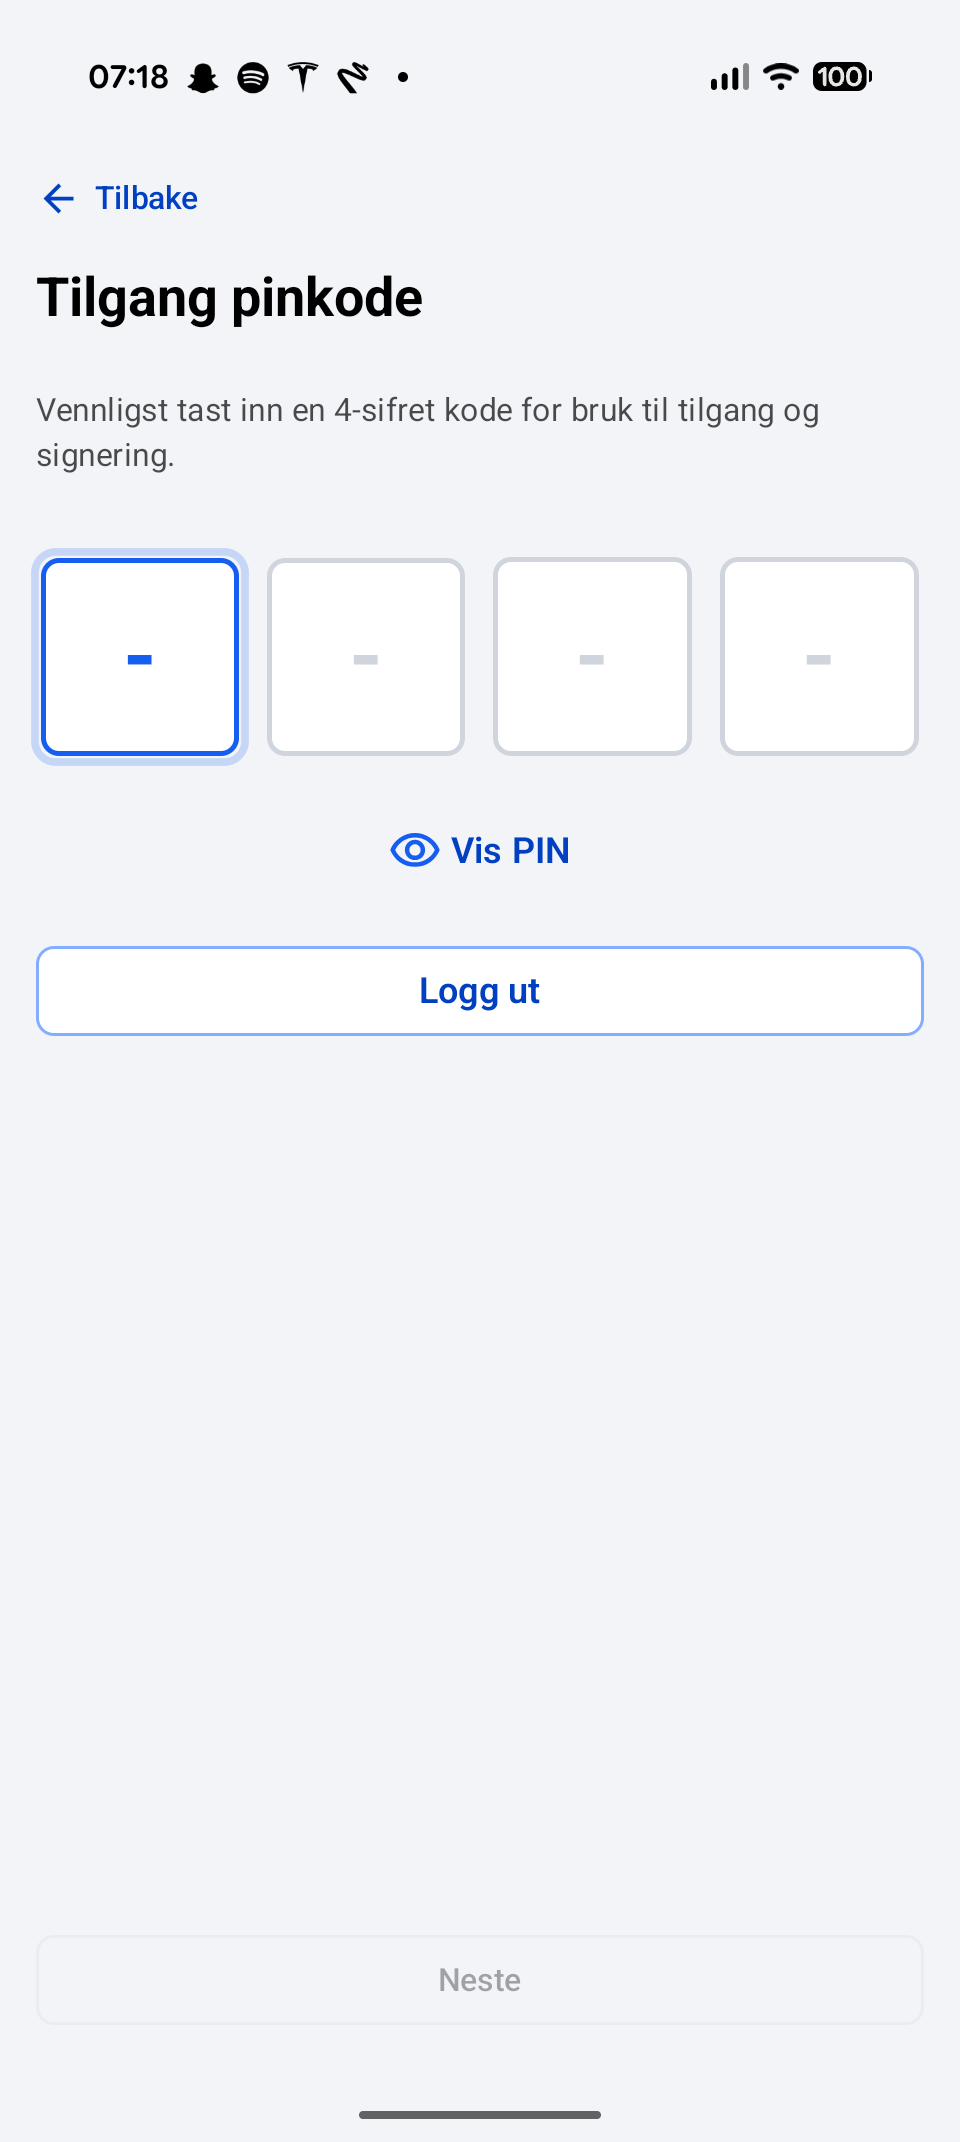 07:18
100
Tilbake
Tilgang pinkode
Vennligst tast inn en 4-sifret kode for bruk til tilgang og
signering.
- - - -
Vis PIN
Logg ut
Neste